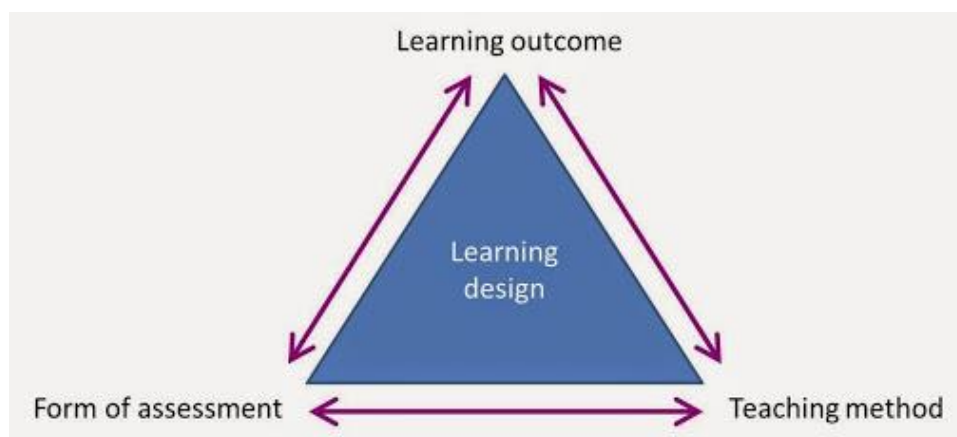 Learning outcome
Learning
design
Form of assessment
Teaching method